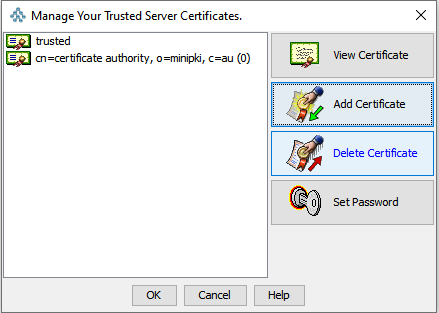 Manage Your Trusted Server Certificates.
trusted
cn=certificate authority, o=minipki, c=au (0)
View Certificate
Add Certificate
Delete Certificate
Set Password
OK
Cancel
Help